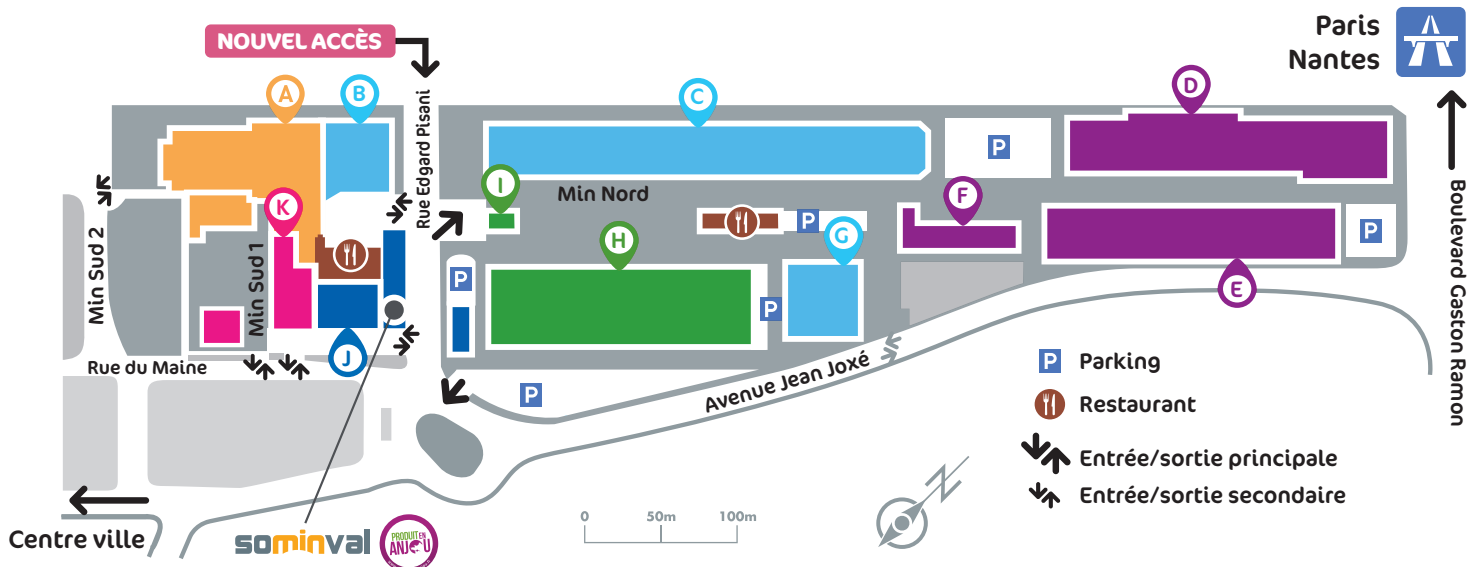 NOUVEL ACCÈS
Paris
Nantes
A
B
C
D
Rue Edgard Pisani
P
I
Min Nord
F
K
P
G
P
H
Min Sud 2
Min Sud 1
P
P
E
J
Rue du Maine
Avenue Jean Joxé
P
Boulevard Gaston Ramon
P Parking
Restaurant
Entrée/sortie principale
Entrée/sortie secondaire
N
0 50m 100m
Centre ville
sominval
PRODUIT EN
ANJOU